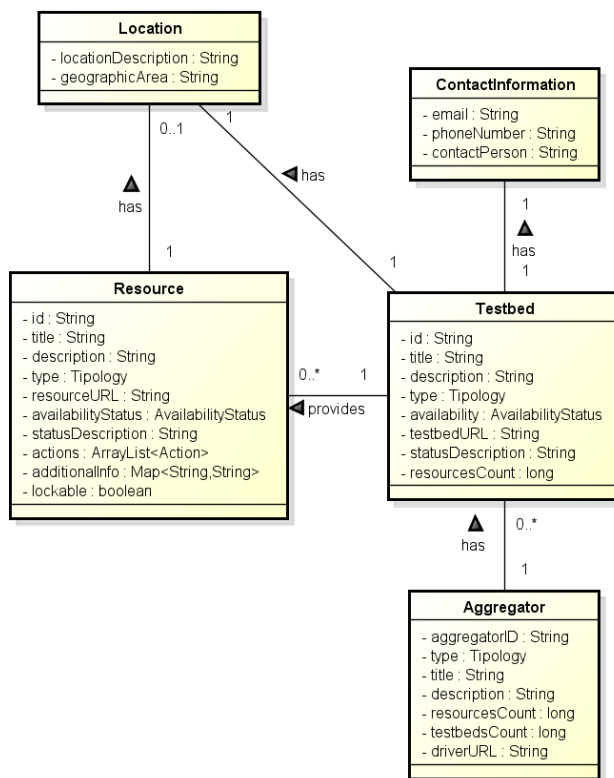 Location
- locationDescription : String
- geographicArea : String
ContactInformation
- email : String
- phoneNumber : String
- contactPerson : String
0..1
1
has
has
1
has
1
1
1
Resource
- id : String
- title : String
- description : String
- type : Tipology
- resourceURL : String
- availabilityStatus : AvailabilityStatus
- statusDescription : String
- actions : ArrayList<Action>
- additionalInfo : Map<String,String>
- lockable : boolean
0..*
1
provides
Testbed
- id : String
- title : String
- description : String
- type : Tipology
- availability : AvailabilityStatus
- testbedURL : String
- statusDescription : String
- resourcesCount : long
0..*
has
1
Aggregator
- aggregatorID : String
- type : Tipology
- title : String
- description : String
- resourcesCount : long
- testbedsCount : long
- driverURL : String